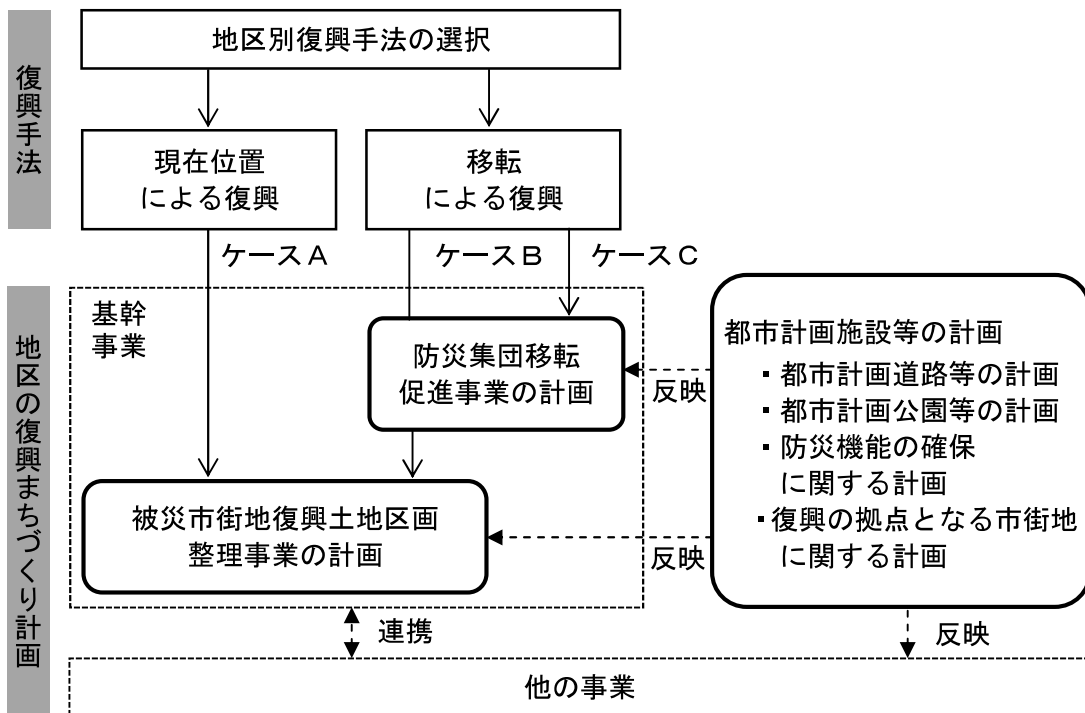 復興手法
地区別復興手法の選択
現在位置
による復興
移転
による復興
ケースA
ケースB
ケースC
地区の復興まちづくり計画
基幹
事業
防災集団移転
促進事業の計画
被災市街地復興土地区画
整理事業の計画
反映
反映
都市計画施設等の計画
・都市計画道路等の計画
・都市計画公園等の計画
・防災機能の確保
に関する計画
・復興の拠点となる市街地
に関する計画
連携
反映
他の事業